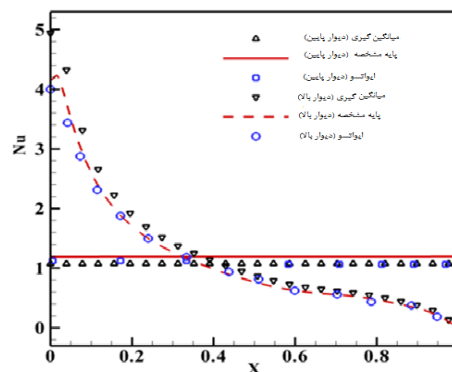 میانگین گیری (دیوار پایین)
پایه مشخصه (دیوار پایین)
ایواتسو (دیوار پایین)
میانگین گیری (دیوار بالا)
پایه مشخصه (دیوار بالا)
ایواتسو (دیوار بالا)
5
4
3
2
1
0
Nu
0
0.2
0.4
0.6
0.8
X